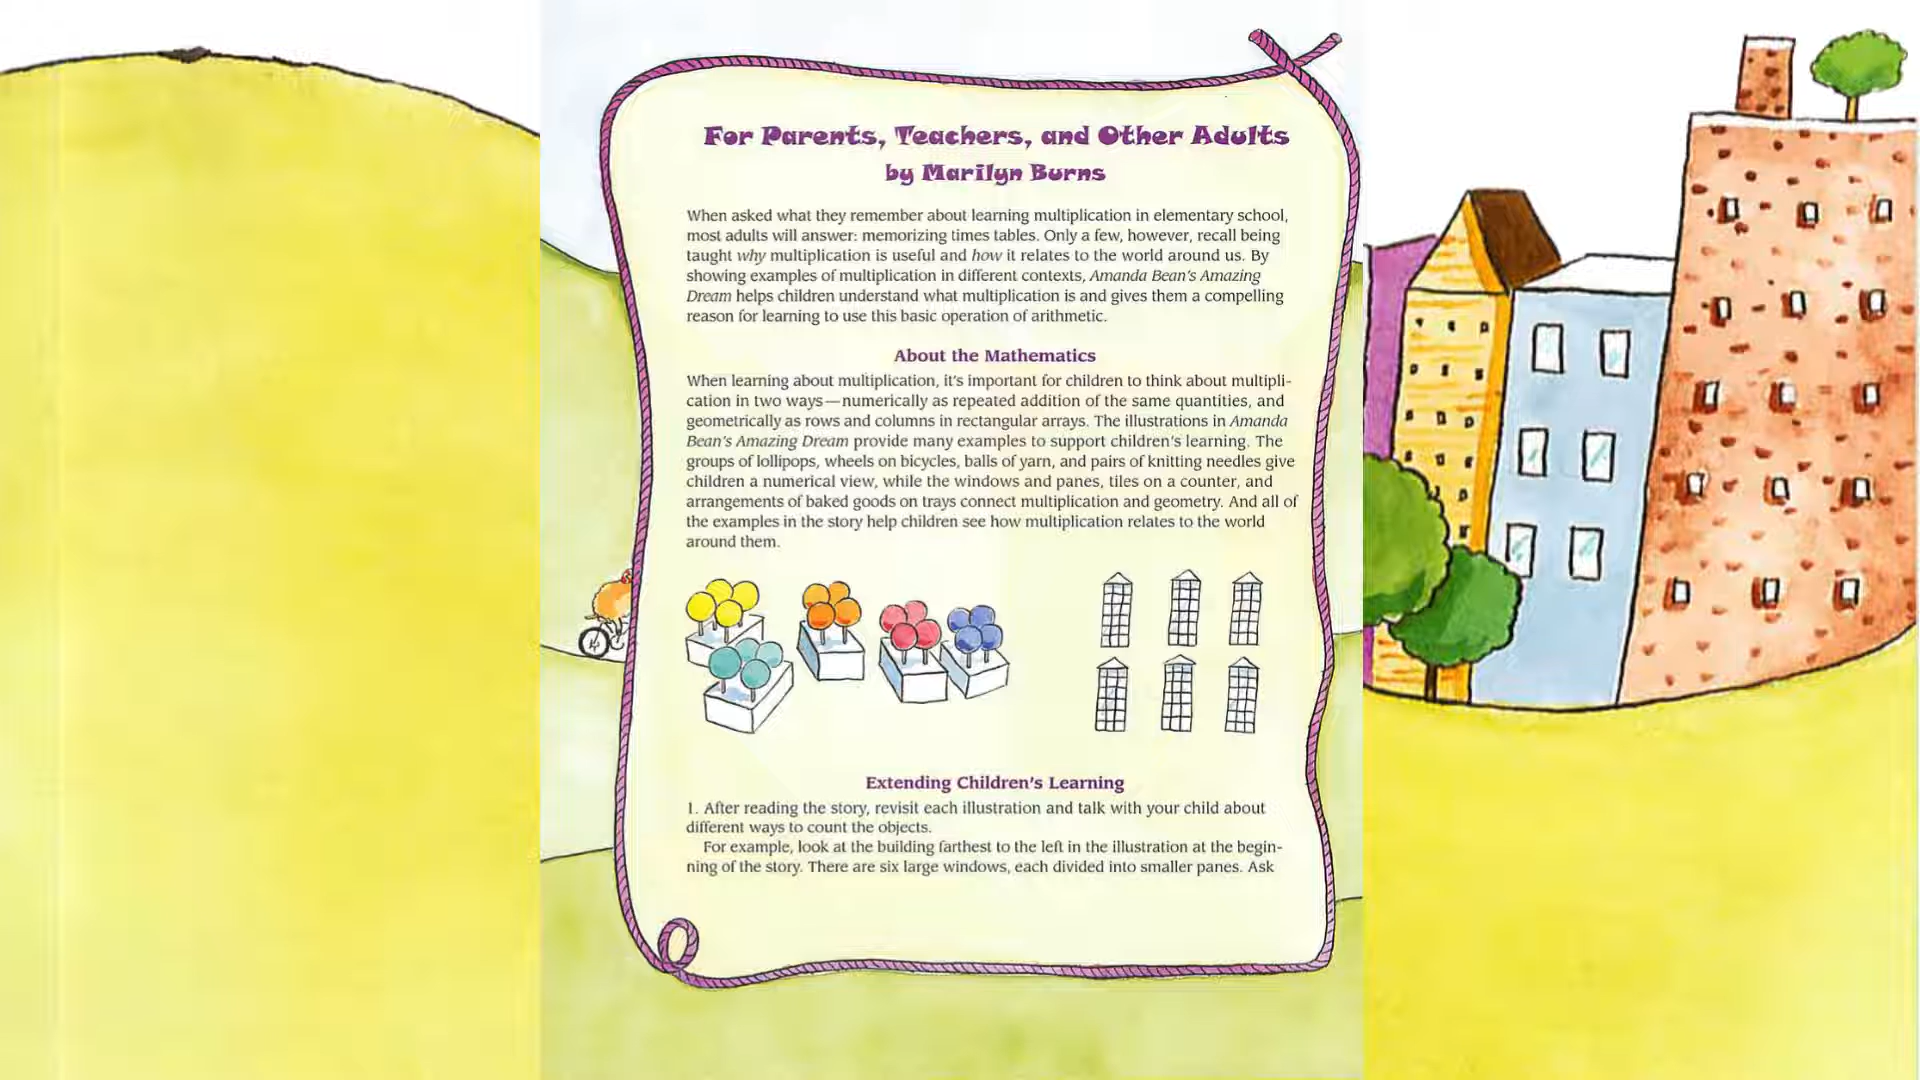 For Parents, Teachers, and Other Adults
by Marilyn Burns
When asked what they remember about learning multiplication in elementary school,
most adults will answer: memorizing times tables. Only a few, however, recall being
taught why multiplication is useful and how it relates to the world around us. By
showing examples of multiplication in different contexts, Amanda Bean's Amazing
Dream helps children understand what multiplication is and gives them a compelling
reason for learning to use this basic operation of arithmetic.
About the Mathematics
When learning about multiplication, it's important for children to think about multipli-
cation in two ways—numerically as repeated addition of the same quantities, and
geometrically as rows and columns in rectangular arrays. The illustrations in Amanda
Bean's Amazing Dream provide many examples to support children's learning. The
groups of lollipops, wheels on bicycles, balls of yarn, and pairs of knitting needles give
children a numerical view, while the windows and panes, tiles on a counter, and
arrangements of baked goods on trays connect multiplication and geometry. And all of
the examples in the story help children see how multiplication relates to the world
around them.
Extending Children's Learning
1. After reading the story, revisit each illustration and talk with your child about
different ways to count the objects.
For example, look at the building farthest to the left in the illustration at the begin-
ning of the story. There are six large windows, each divided into smaller panes. Ask